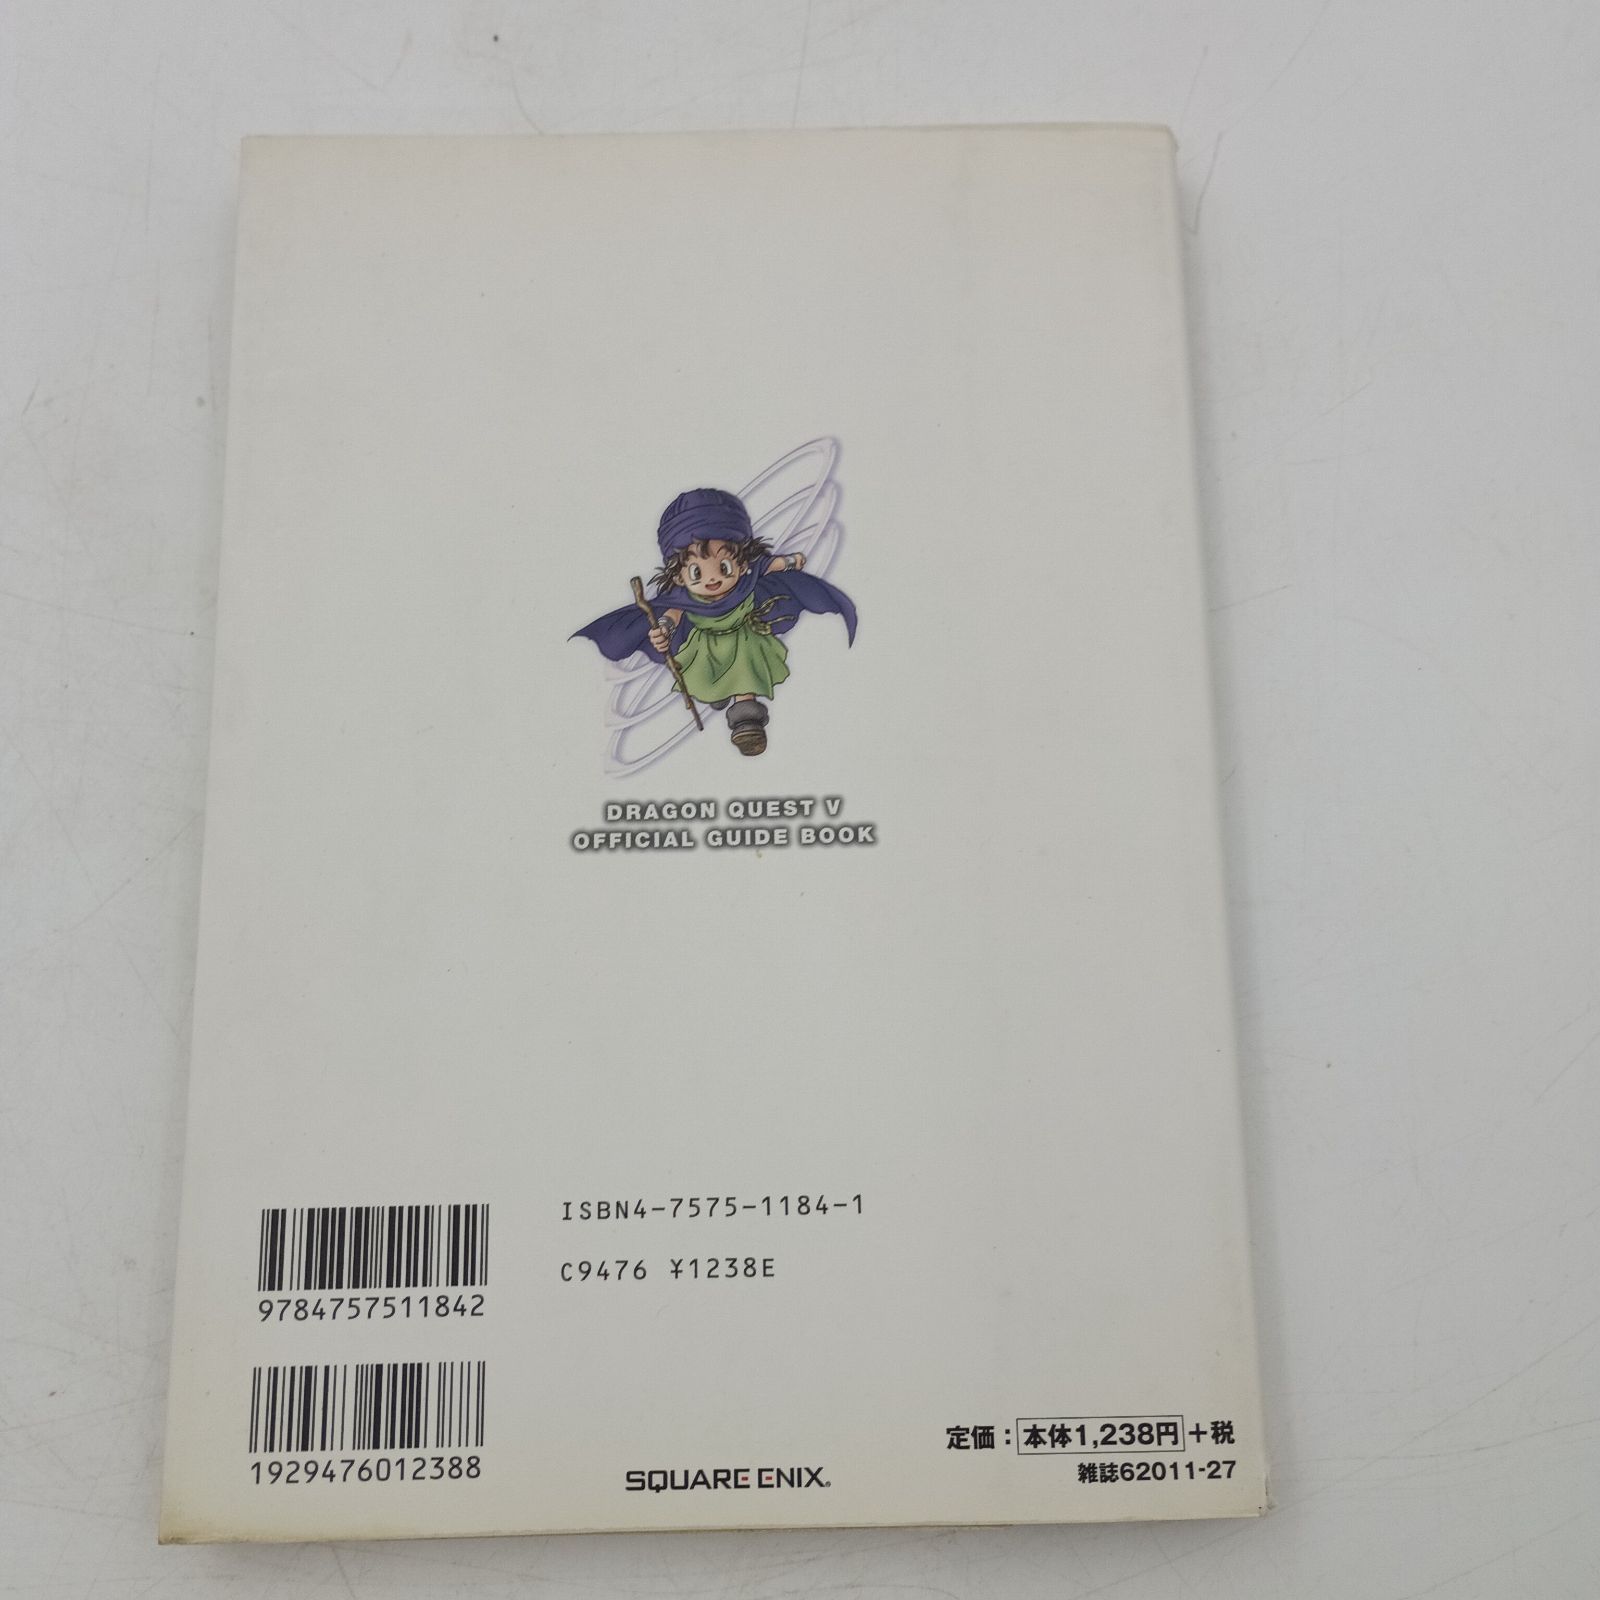 DRAGON QUEST V
OFFICIAL GUIDE BOOK
ISBN4-7575-1184-1
C9476 ¥1238E
9784757511842
1929476012388
SQUARE ENIX®
定価：本体1,238円+税
雑誌62011-27